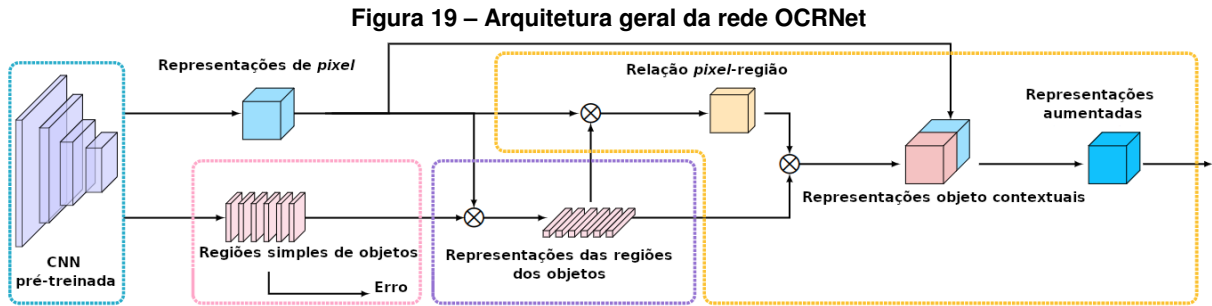 Figura 19 – Arquitetura geral da rede OCRNet
Representações de pixel
Relação pixel-região
Representações
aumentadas
Representações objeto contextuais
Regiões simples de objetos
Representações das regiões
dos objetos
CNN
pré-treinada
Erro